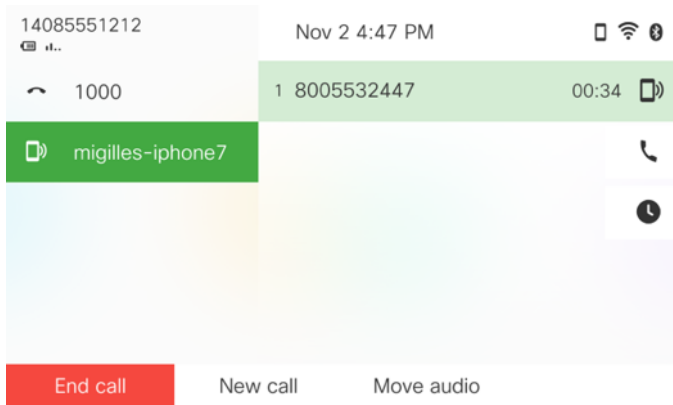 14085551212
Nov 2 4:47 PM
1000
1 8005532447 00:34
migilles-iphone7
End call New call Move audio